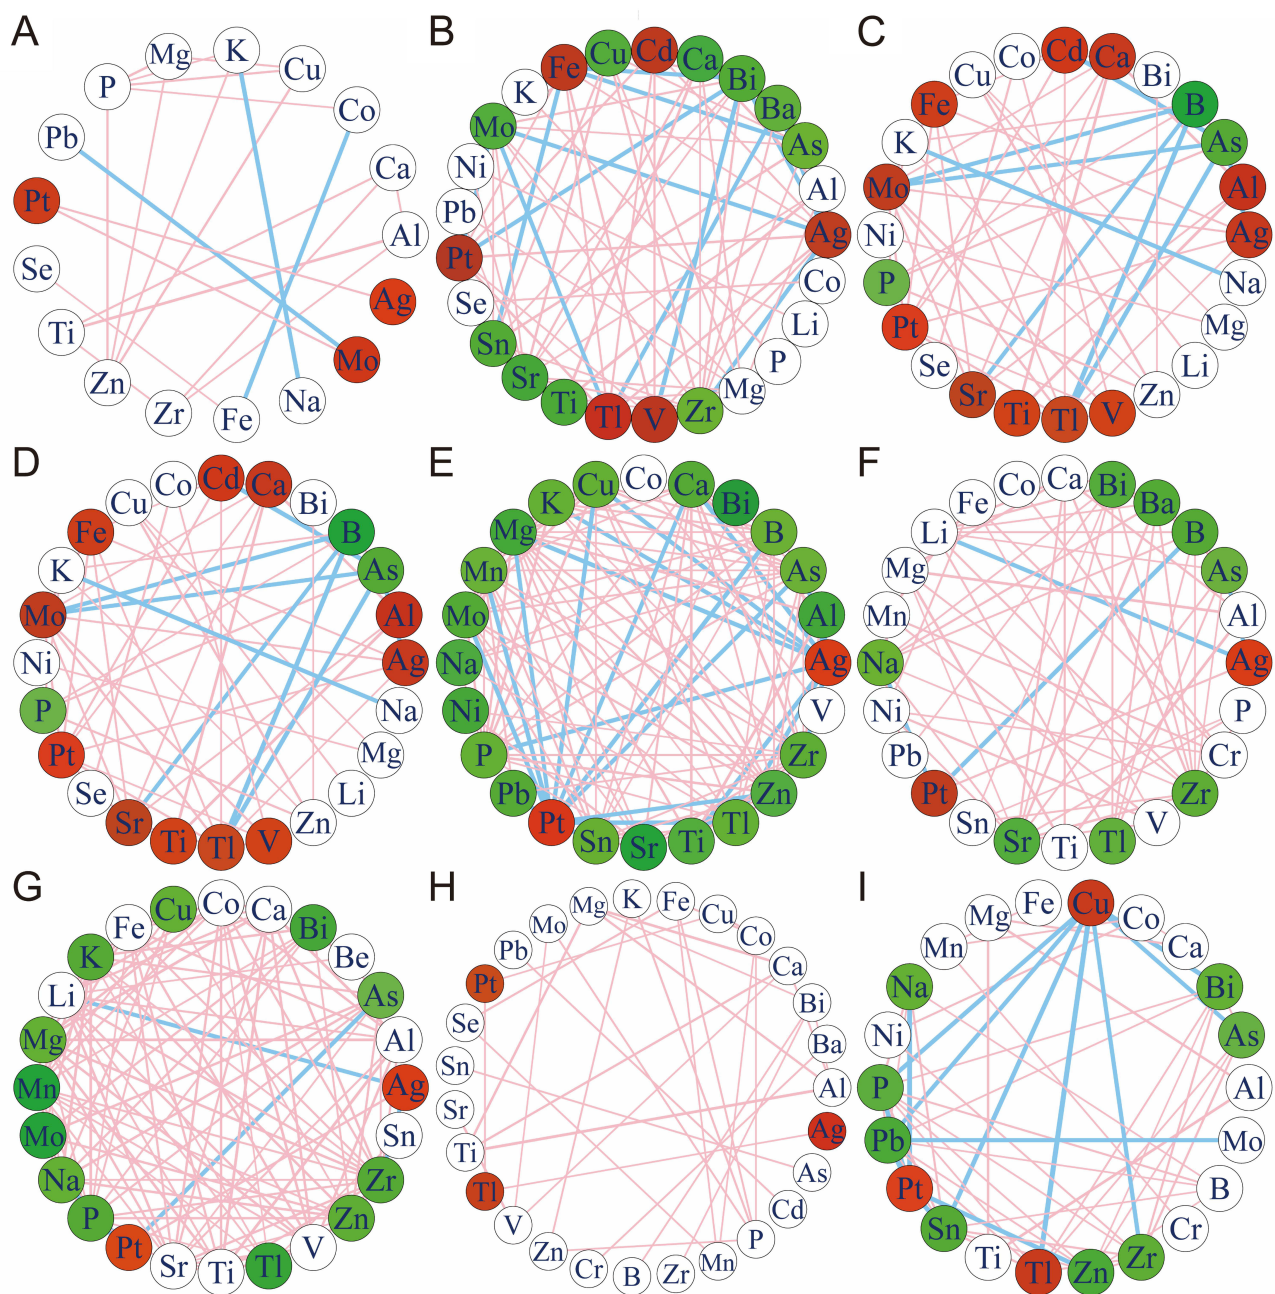 A
Mg
K
Cu
P
Co
Pb
Ca
Pt
Al
Se
Ag
Ti
Mo
Zn
Na
Zr
Fe
B
Cu
Cd
Ca
Fe
Bi
K
Ba
Mo
As
Ni
Al
Pb
Ag
Pt
Co
Se
Li
Sn
P
Sr
Mg
Ti
Zr
Tl
V
C
Co
Cd
Ca
Cu
Bi
Fe
B
K
As
Mo
Al
Ni
Ag
P
Na
Pt
Mg
Se
Li
Sr
Zn
Ti
Tl
V
D
Co
Cd
Ca
Cu
Bi
Fe
B
K
As
Mo
Al
Ni
Ag
P
Na
Pt
Mg
Se
Li
Sr
Zn
Ti
Tl
V
E
Cu
Co
Ca
K
Bi
Mg
B
Mn
As
Mo
Al
Na
Ag
Ni
V
P
Zr
Pb
Zn
Pt
Tl
Sn
Sr
Ti
F
Co
Ca
Bi
Fe
Ba
Li
B
Mg
As
Mn
Al
Na
Ag
Ni
P
Pb
Cr
Pt
Zr
Sn
V
Sr
Ti
Tl
G
Cu
Co
Ca
Fe
Bi
K
Be
Li
As
Mg
Al
Mn
Ag
Mo
Sn
Na
Zr
P
Zn
Pt
V
Sr
Ti
Tl
H
Mg
K
Fe
Mo
Cu
Pb
Co
Pt
Ca
Se
Bi
Sn
Ba
Sr
Al
Ti
Ag
Tl
As
V
Cd
Zn
P
Cr
B
Zr
Mn
I
Fe
Cu
Mg
Co
Mn
Ca
Na
Bi
Ni
As
P
Al
Pb
Mo
Pt
B
Sn
Cr
Ti
Zr
Tl
Zn